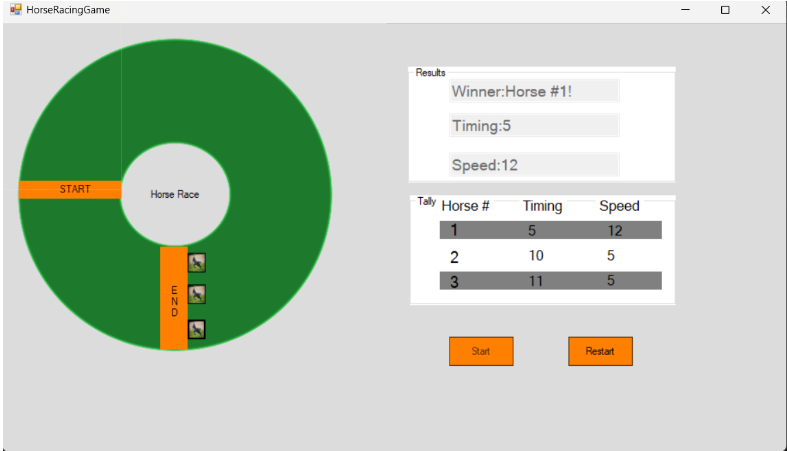 HorseRacingGame
START
Horse Race
E
N
D
Results
Winner:Horse #1!
Timing:5
Speed:12
Tally
Horse # Timing Speed
1 5 12
2 10 5
3 11 5
Start Restart